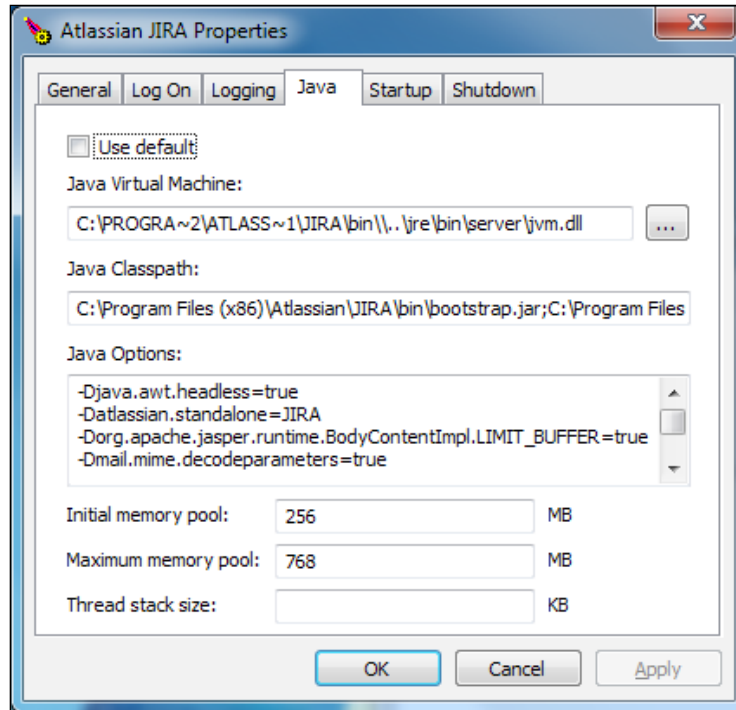 Atlassian JIRA Properties
General Log On Logging Java Startup Shutdown
Use default
Java Virtual Machine:
C:\PROGRA~2\ATLASS~1\JIRA\bin\\..\jre\bin\server\jvm.dll ...
Java Classpath:
C:\Program Files (x86)\Atlassian\JIRA\bin\bootstrap.jar;C:\Program Files
Java Options:
-Djava.awt.headless=true
-Datlassian.standalone=JIRA
-Dorg.apache.jasper.runtime.BodyContentImpl.LIMIT_BUFFER=true
-Dmail.mime.decodeparameters=true
Initial memory pool: 256 MB
Maximum memory pool: 768 MB
Thread stack size: KB
OK Cancel Apply